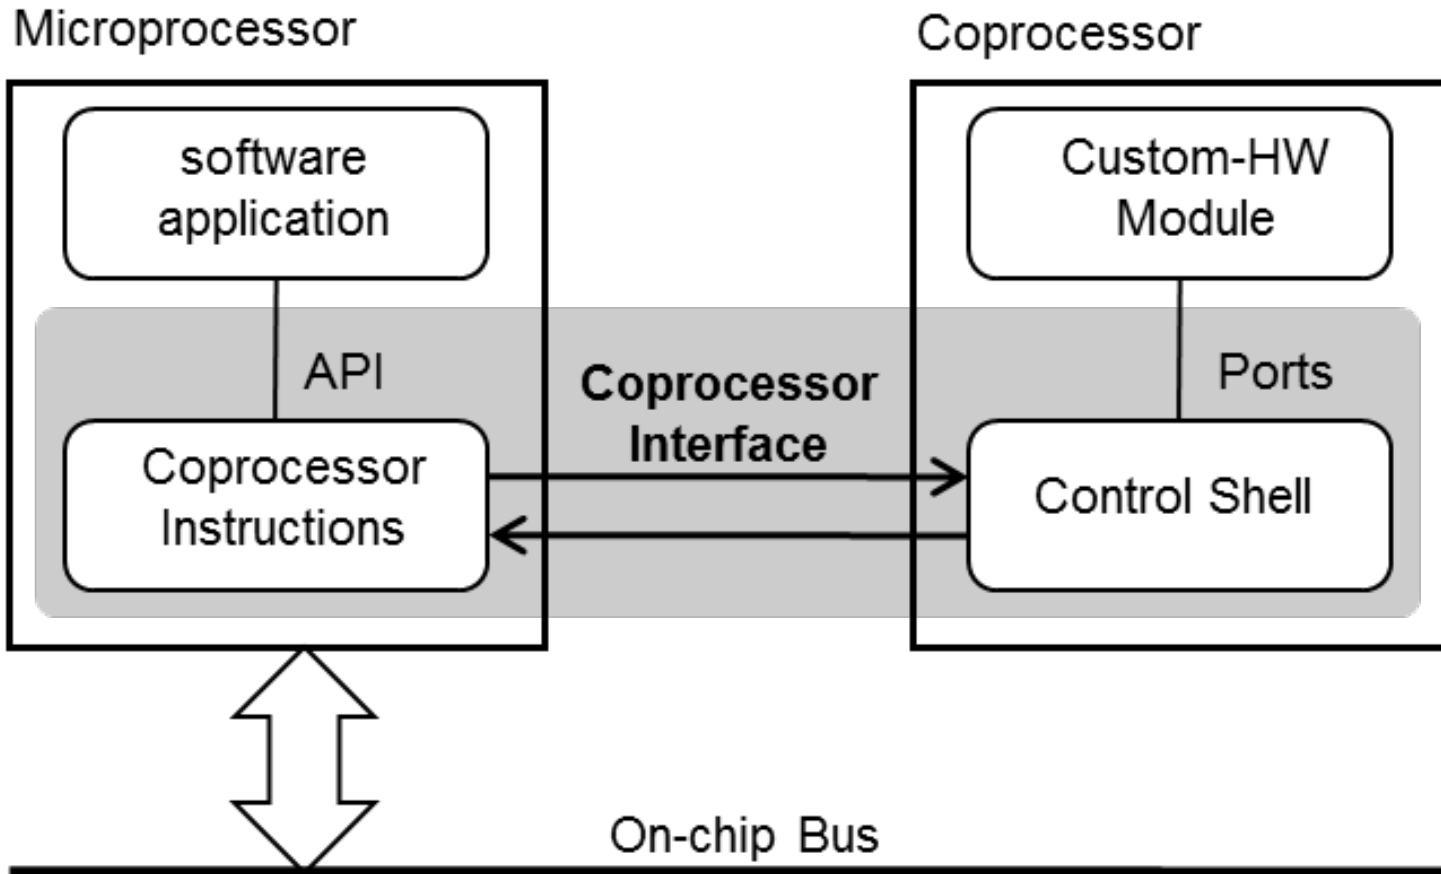 Microprocessor
Coprocessor
software
application
Custom-HW
Module
API
Coprocessor
Interface
Ports
Coprocessor
Instructions
Control Shell
On-chip Bus